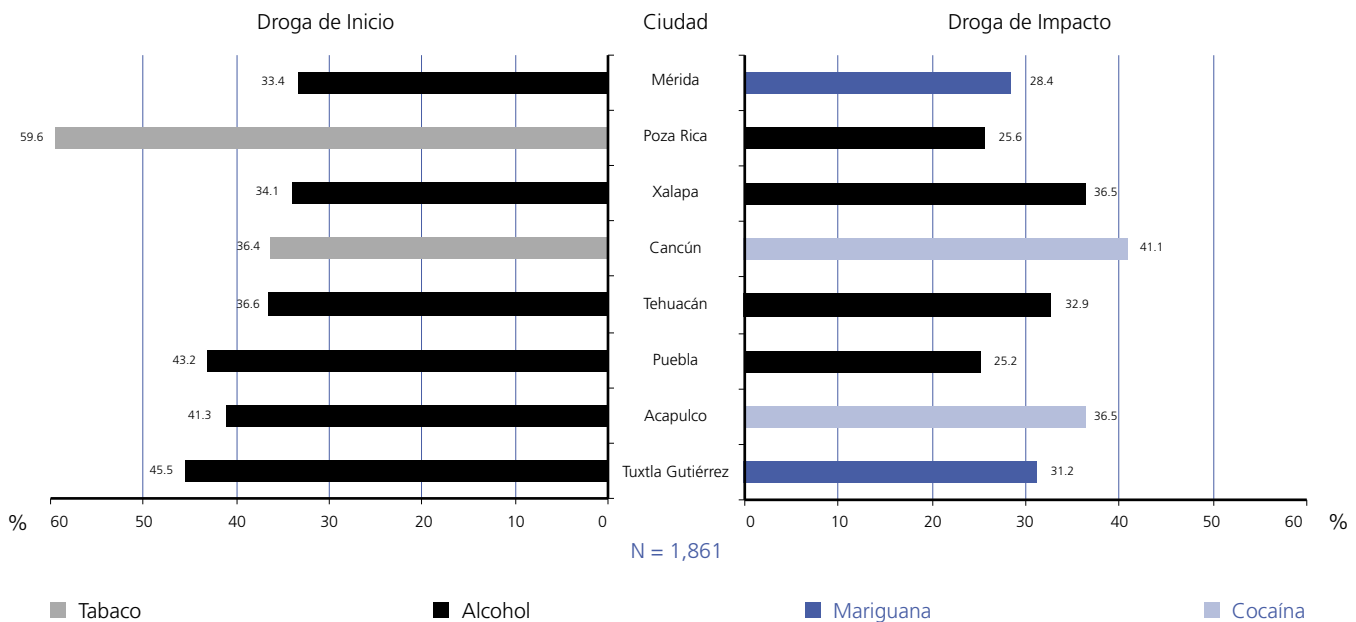 Droga de Inicio Ciudad Droga de Impacto
33.4 Mérida 28.4
59.6 Poza Rica 25.6
34.1 Xalapa 36.5
36.4 Cancún 41.1
36.6 Tehuacán 32.9
43.2 Puebla 25.2
41.3 Acapulco 36.5
45.5 Tuxtla Gutiérrez 31.2
% 60 50 40 30 20 10 0 0 10 20 30 40 50 60 %
N = 1,861
Tabaco Alcohol Mariguana Cocaína